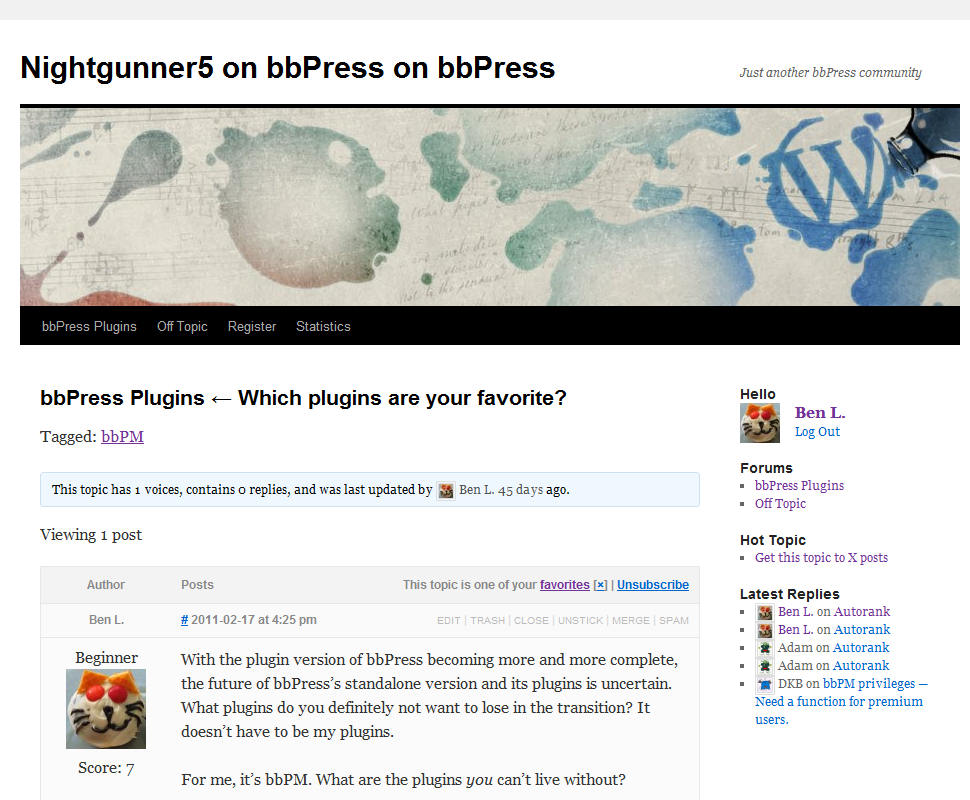 Nightgunner5 on bbPress on bbPress
Just another bbPress community
bbPress Plugins Off Topic Register Statistics
bbPress Plugins ← Which plugins are your favorite?
Tagged: bbPM
This topic has 1 voices, contains 0 replies, and was last updated by Ben L. 45 days ago.
Viewing 1 post
Author Posts This topic is one of your favorites [×] | Unsubscribe
Ben L. # 2011-02-17 at 4:25 pm EDIT | TRASH | CLOSE | UNSTICK | MERGE | SPAM
Beginner
Score: 7
With the plugin version of bbPress becoming more and more complete,
the future of bbPress’s standalone version and its plugins is uncertain.
What plugins do you definitely not want to lose in the transition? It
doesn’t have to be my plugins.
For me, it’s bbPM. What are the plugins you can’t live without?
Hello
Ben L.
Log Out
Forums
bbPress Plugins
Off Topic
Hot Topic
Get this topic to X posts
Latest Replies
Ben L. on Autorank
Ben L. on Autorank
Adam on Autorank
Adam on Autorank
DKB on bbPM privileges —
Need a function for premium
users.